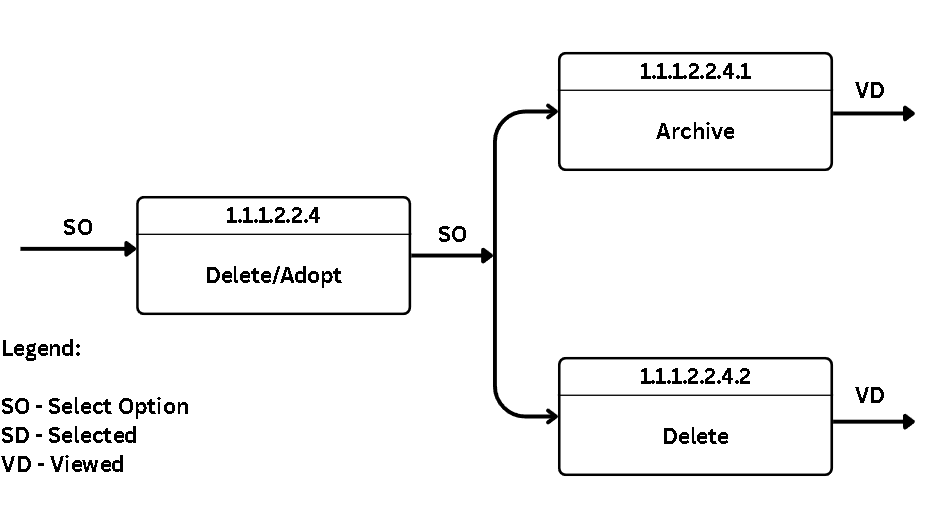 1.1.1.2.2.4.1
VD
Archive
SO
1.1.1.2.2.4
SO
Delete/Adopt
Legend:
SO - Select Option
SD - Selected
VD - Viewed
1.1.1.2.2.4.2
VD
Delete